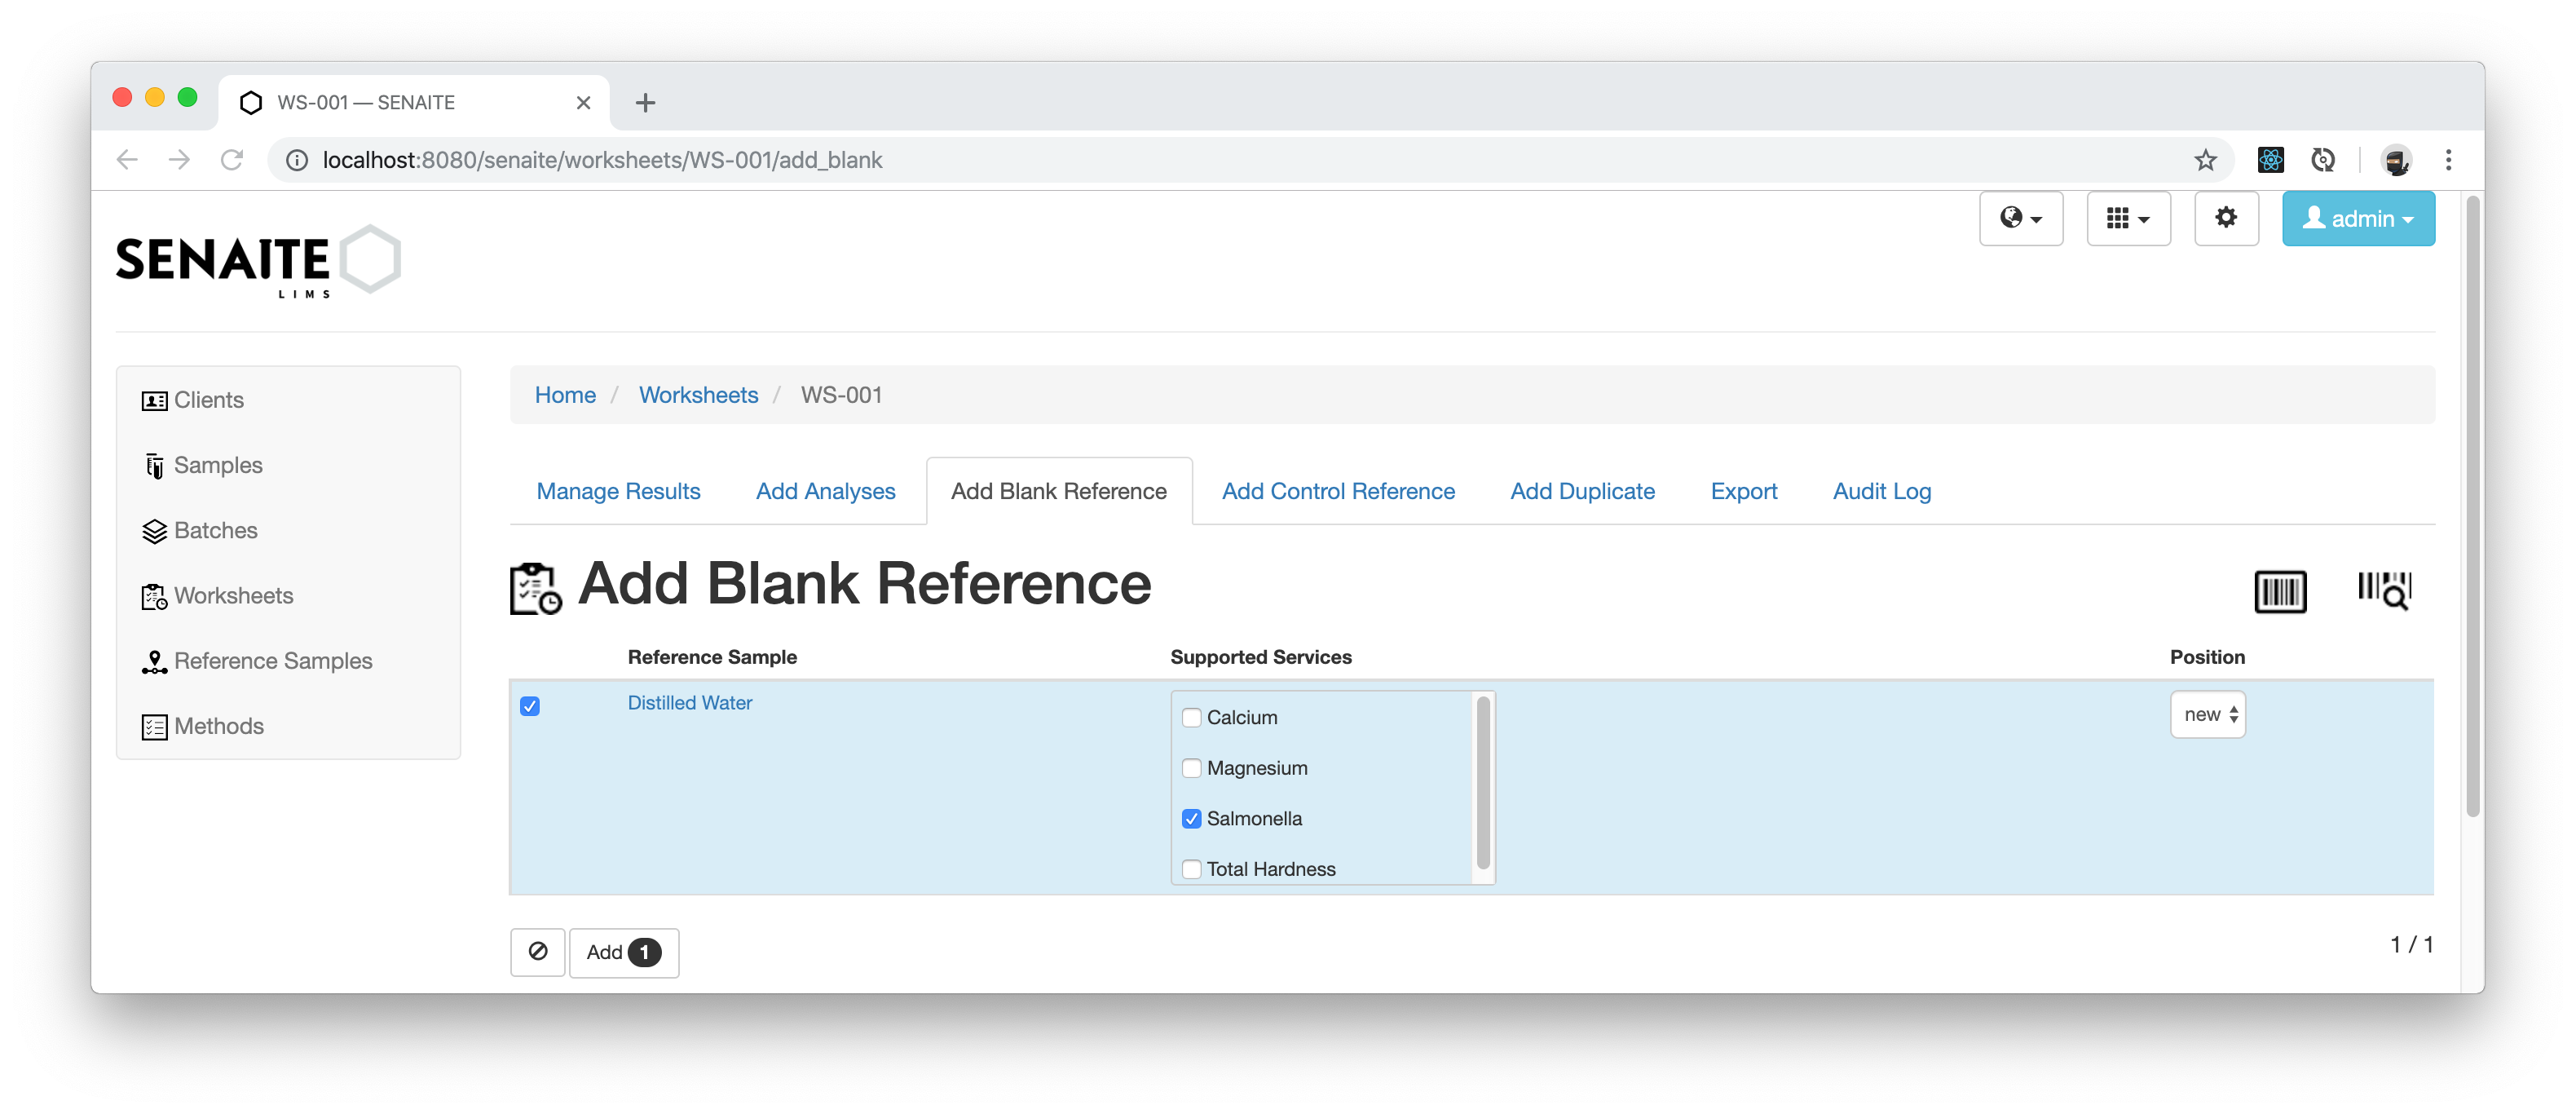 WS-001 — SENAITE
localhost:8080/senaite/worksheets/WS-001/add_blank
admin
SENAITE
LIMS
Clients
Samples
Batches
Worksheets
Reference Samples
Methods
Home / Worksheets / WS-001
Manage Results Add Analyses Add Blank Reference Add Control Reference Add Duplicate Export Audit Log
Add Blank Reference
Reference Sample Supported Services Position
Distilled Water
Calcium
Magnesium
Salmonella
Total Hardness
new
Add 1
1 / 1